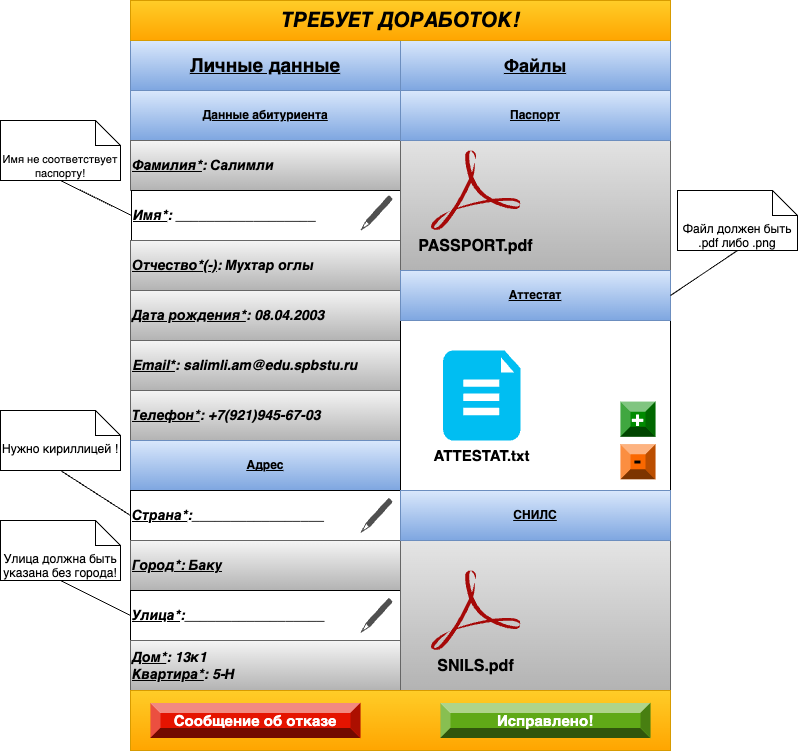 ТРЕБУЕТ ДОРАБОТОК!
Личные данные
Файлы
Данные абитуриента
Паспорт
Имя не соответствует
паспорту!
Фамилия*: Салимли
Имя*: ___________________
Отчество*(-): Мухтар оглы
Дата рождения*: 08.04.2003
Email*: salimli.am@edu.spbstu.ru
Телефон*: +7(921)945-67-03
PASSPORT.pdf
Файл должен быть
.pdf либо .png
Аттестат
ATTESTAT.txt
+
-
Адрес
СНИЛС
Нужно кириллицей !
Страна*:__________________
Город*: Баку
Улица должна быть
указана без города!
Улица*:___________________
Дом*: 13к1
Квартира*: 5-Н
SNILS.pdf
Сообщение об отказе
Исправлено!